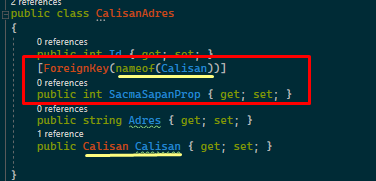 2 references
public class CalisanAdres
{
0 references
public int Id { get; set; }
[ForeignKey(nameof(Calisan))]
0 references
public int SacmaSapanProp { get; set; }
0 references
public string Adres { get; set; }
1 reference
public Calisan Calisan { get; set; }
}